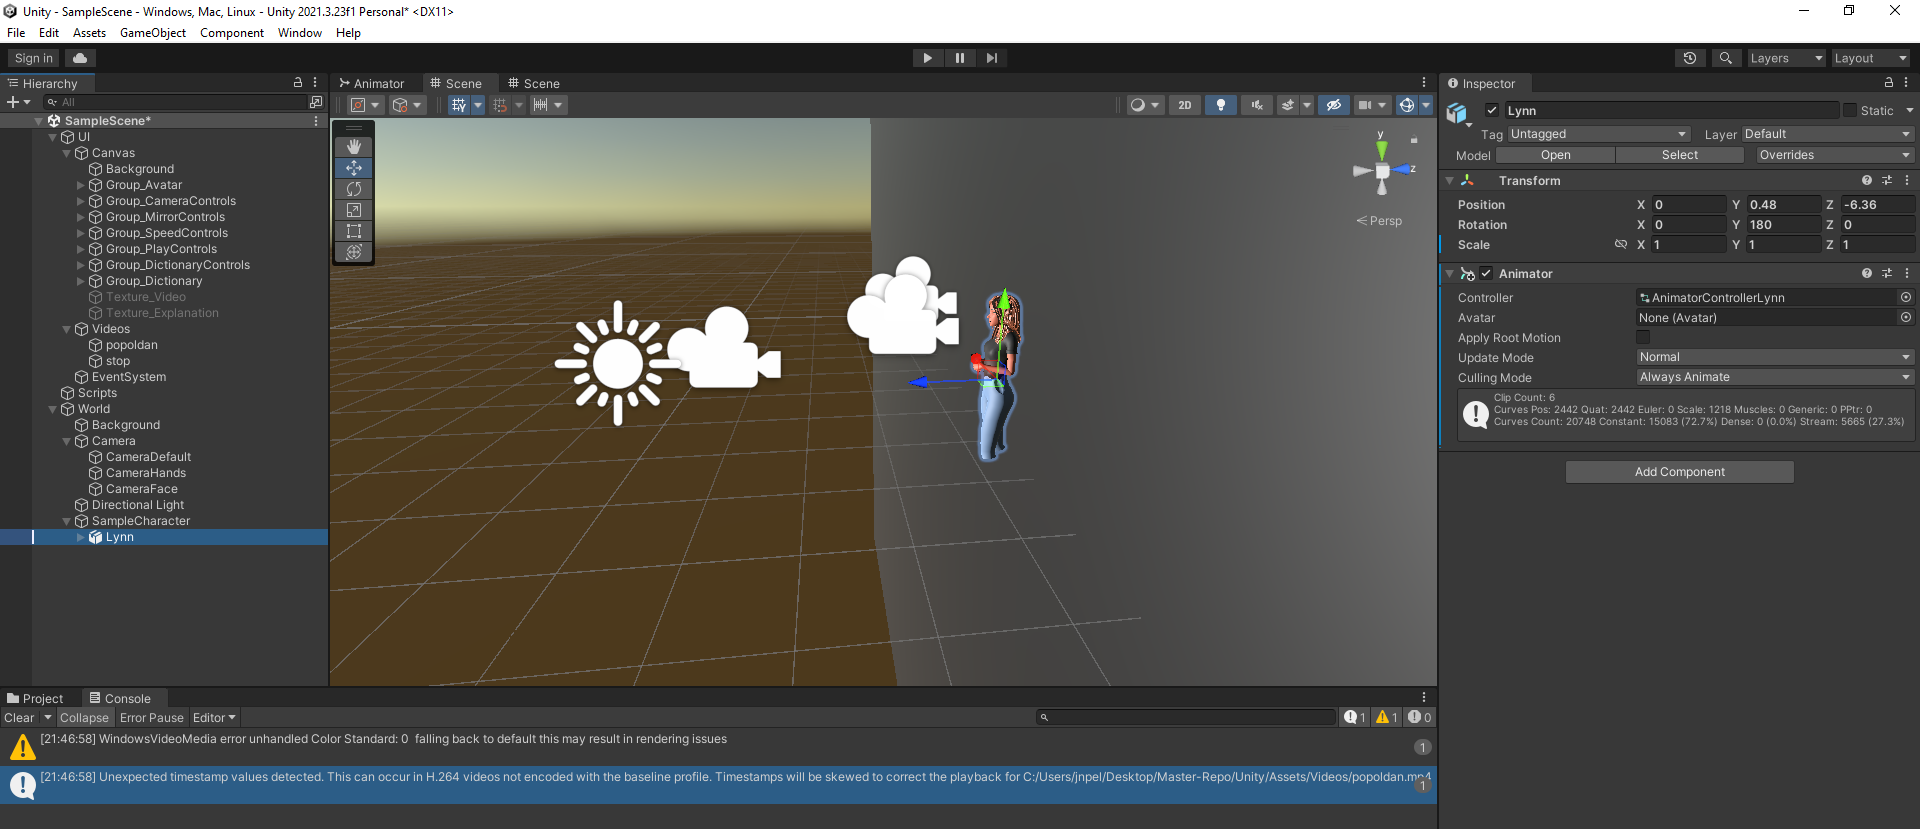 Unity - SampleScene - Windows, Mac, Linux - Unity 2021.3.23f1 Personal* <DX11>
File Edit Assets GameObject Component Window Help
Sign in
Layers
Layout
Hierarchy
All
SampleScene*
UI
Canvas
Background
Group_Avatar
Group_CameraControls
Group_MirrorControls
Group_SpeedControls
Group_PlayControls
Group_DictionaryControls
Group_Dictionary
Texture_Video
Texture_Explanation
Videos
popoldan
stop
EventSystem
Scripts
World
Background
Camera
CameraDefault
CameraHands
CameraFace
Directional Light
SampleCharacter
Lynn
Animator Scene Scene
2D
y
z
Persp
Inspector
Lynn Static
Tag Untagged Layer Default
Model Open Select Overrides
Transform
Position X 0 Y 0.48 Z -6.36
Rotation X 0 Y 180 Z 0
Scale X 1 Y 1 Z 1
Animator
Controller AnimatorControllerLynn
Avatar None (Avatar)
Apply Root Motion
Update Mode Normal
Culling Mode Always Animate
Clip Count: 6
Curves Pos: 2442 Quat: 2442 Euler: 0 Scale: 1218 Muscles: 0 Generic: 0 PPtr: 0
Curves Count: 20748 Constant: 15083 (72.7%) Dense: 0 (0.0%) Stream: 5665 (27.3%)
Add Component
Project Console
Clear Collapse Error Pause Editor 1 1 0
[21:46:58] WindowsVideoMedia error unhandled Color Standard: 0 falling back to default this may result in rendering issues
1
[21:46:58] Unexpected timestamp values detected. This can occur in H.264 videos not encoded with the baseline profile. Timestamps will be skewed to correct the playback for C:/Users/jnpel/Desktop/Master-Repo/Unity/Assets/Videos/popoldan.mp4
1